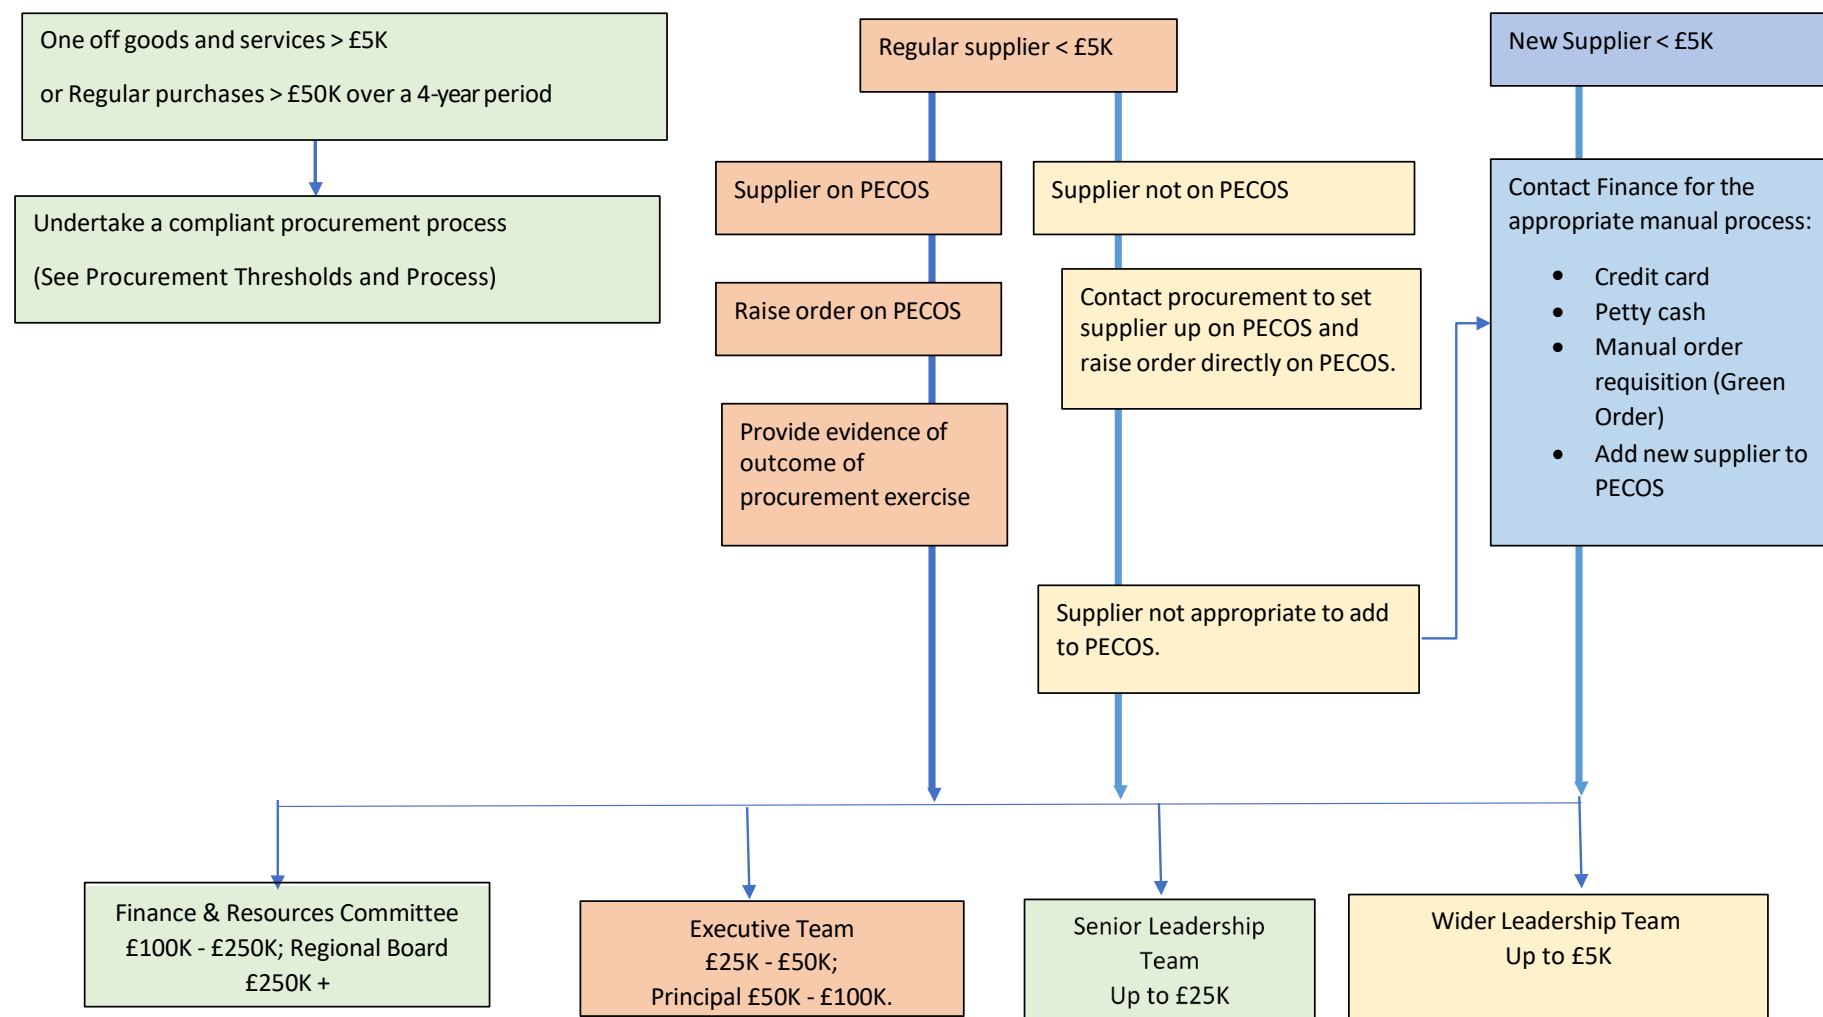 One off goods and services > £5K
or Regular purchases > £50K over a 4-year period
Undertake a compliant procurement process
(See Procurement Thresholds and Process)
Regular supplier < £5K
Supplier on PECOS
Raise order on PECOS
Provide evidence of
outcome of
procurement exercise
Supplier not on PECOS
Contact procurement to set
supplier up on PECOS and
raise order directly on PECOS.
Supplier not appropriate to add
to PECOS.
New Supplier < £5K
Contact Finance for the
appropriate manual process:
• Credit card
• Petty cash
• Manual order
requisition (Green
Order)
• Add new supplier to
PECOS
Finance & Resources Committee
£100K - £250K; Regional Board
£250K +
Executive Team
£25K - £50K;
Principal £50K - £100K.
Senior Leadership
Team
Up to £25K
Wider Leadership Team
Up to £5K